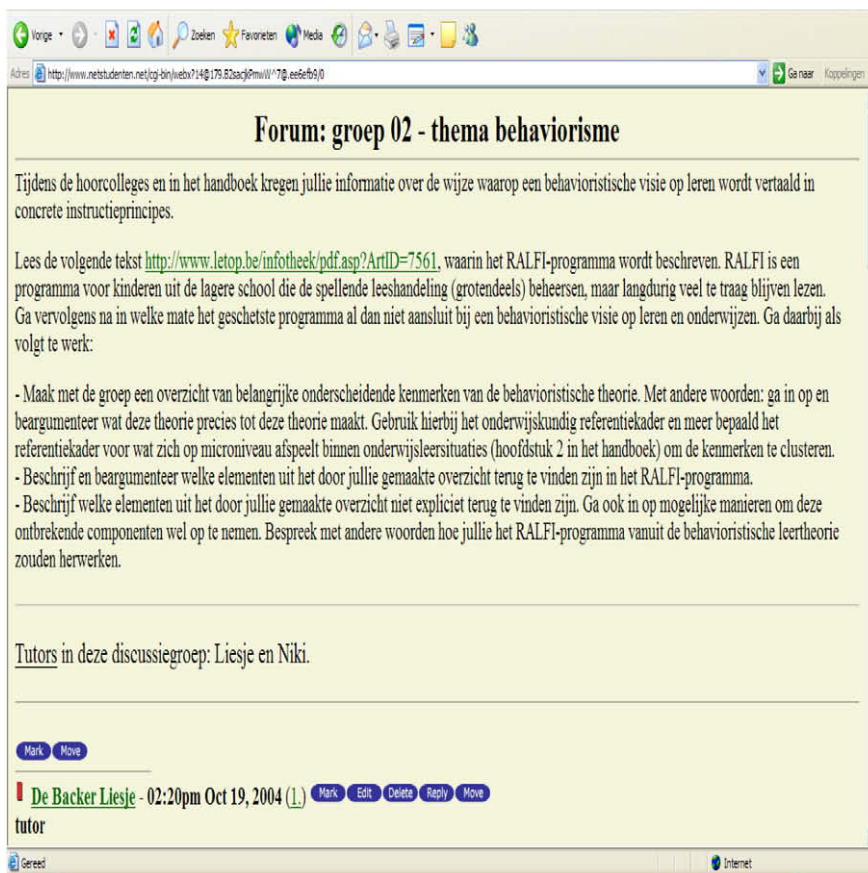 Vorige Zoeken Favorieten Media
Adres http://www.netstudenten.net/cgi-bin/webx?14@179.B2sacjkPmwW^7@.ee6efb9/0 Ga naar Koppelingen
Forum: groep 02 - thema behaviorisme
Tijdens de hoorcolleges en in het handboek kregen jullie informatie over de wijze waarop een behavioristische visie op leren wordt vertaald in
concrete instructieprincipes.
Lees de volgende tekst http://www.letop.be/infotheek/pdf.asp?ArtID=7561, waarin het RALFI-programma wordt beschreven. RALFI is een
programma voor kinderen uit de lagere school die de spellende leeshandeling (grotendeels) beheersen, maar langdurig veel te traag blijven lezen.
Ga vervolgens na in welke mate het geschetste programma al dan niet aansluit bij een behavioristische visie op leren en onderwijzen. Ga daarbij als
volgt te werk:
- Maak met de groep een overzicht van belangrijke onderscheidende kenmerken van de behavioristische theorie. Met andere woorden: ga in op en
beargumenteer wat deze theorie precies tot deze theorie maakt. Gebruik hierbij het onderwijskundig referentiekader en meer bepaald het
referentiekader voor wat zich op microniveau afspeelt binnen onderwijsleersituaties (hoofdstuk 2 in het handboek) om de kenmerken te clusteren.
- Beschrijf en beargumenteer welke elementen uit het door jullie gemaakte overzicht terug te vinden zijn in het RALFI-programma.
- Beschrijf welke elementen uit het door jullie gemaakte overzicht niet expliciet terug te vinden zijn. Ga ook in op mogelijke manieren om deze
ontbrekende componenten wel op te nemen. Bespreek met andere woorden hoe jullie het RALFI-programma vanuit de behavioristische leertheorie
zouden herwerken.
Tutors in deze discussiegroep: Liesje en Niki.
Mark Move
De Backer Liesje - 02:20pm Oct 19, 2004 (1.) Mark Edit Delete Reply Move
tutor
Gereed Internet